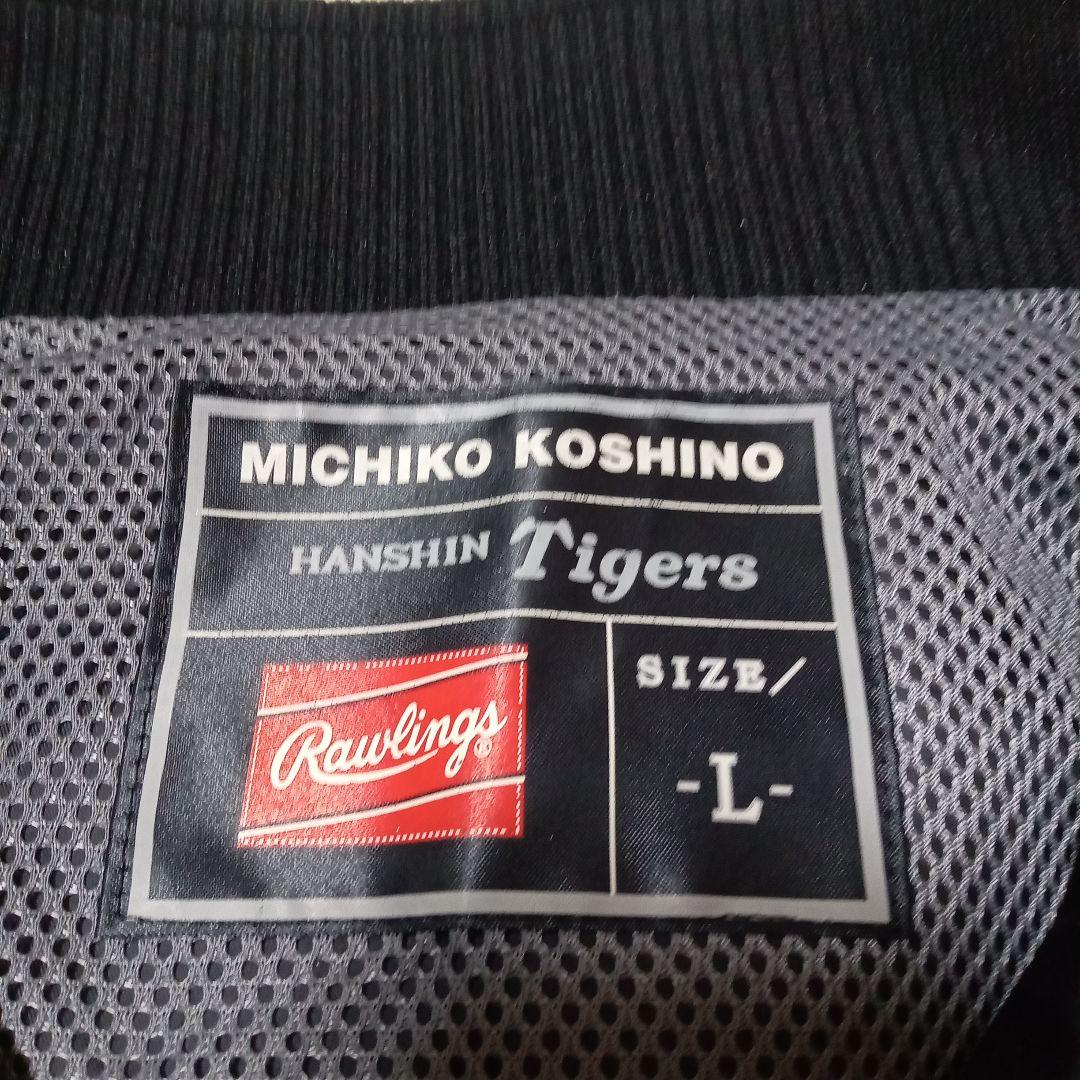 MICHIKO KOSHINO
HANSHIN Tigers
Rawlings®
SIZE/
-L-